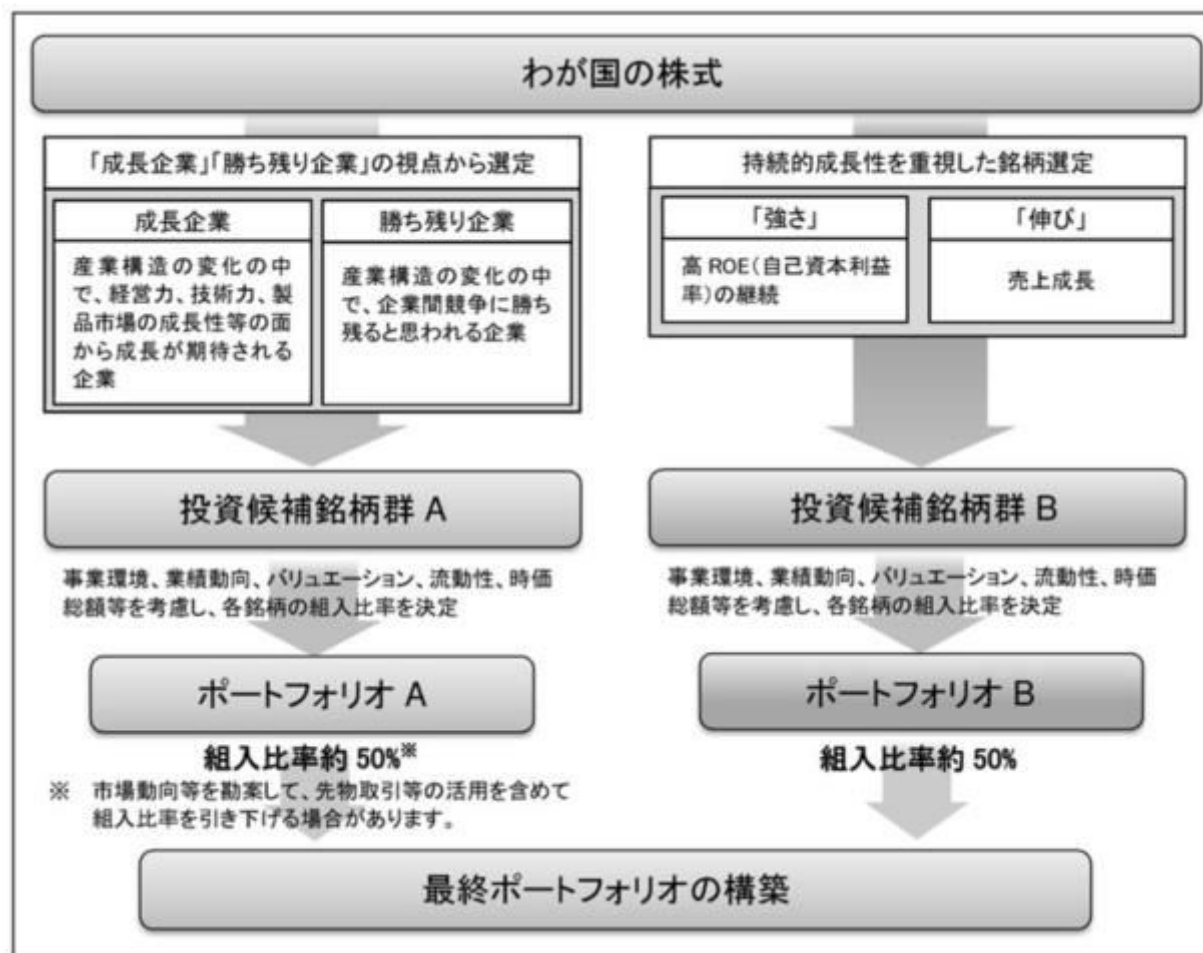 わが国の株式
「成長企業」「勝ち残り企業」の視点から選定
成長企業
産業構造の変化の中
で、経営力、技術力、製
品市場の成長性等の面
から成長が期待される
企業
勝ち残り企業
産業構造の変化の中
で、企業間競争に勝ち
残ると思われる企業
持続的成長性を重視した銘柄選定
「強さ」
高 ROE(自己資本利益
率)の継続
「伸び」
売上成長
投資候補銘柄群 A
事業環境、業績動向、バリュエーション、流動性、時価
総額等を考慮し、各銘柄の組入比率を決定
投資候補銘柄群 B
事業環境、業績動向、バリュエーション、流動性、時価
総額等を考慮し、各銘柄の組入比率を決定
ポートフォリオ A
組入比率約 50%※
※ 市場動向等を勘案して、先物取引等の活用を含めて
組入比率を引き下げる場合があります。
ポートフォリオ B
組入比率約 50%
最終ポートフォリオの構築